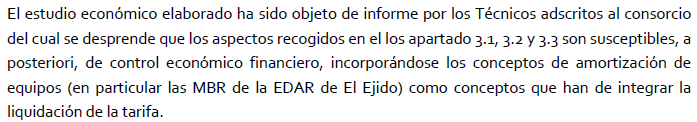 El estudio económico elaborado ha sido objeto de informe por los Técnicos adscritos al consorcio
del cual se desprende que los aspectos recogidos en el los apartado 3.1, 3.2 y 3.3 son susceptibles, a
posteriori, de control económico financiero, incorporándose los conceptos de amortización de
equipos (en particular las MBR de la EDAR de El Ejido) como conceptos que han de integrar la
liquidación de la tarifa.